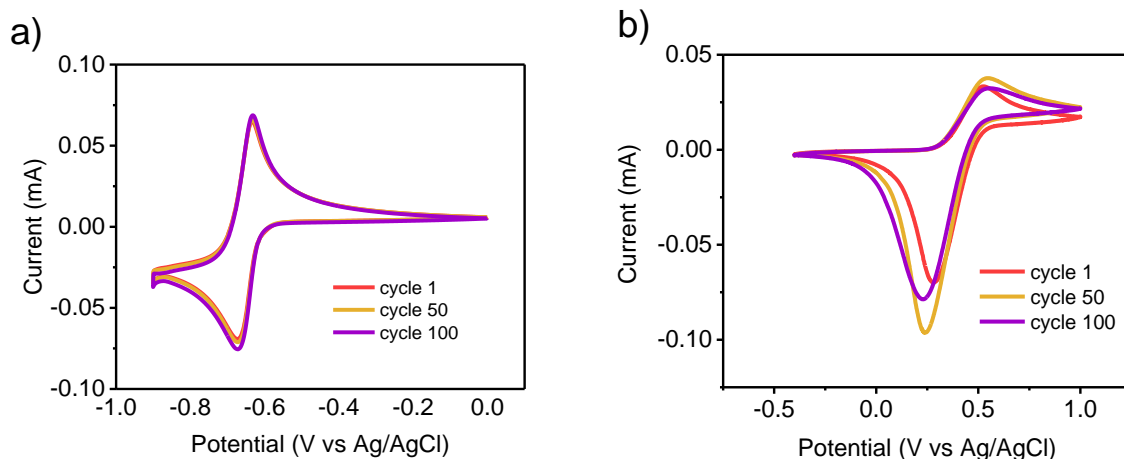 a)
0.10
0.05
0.00
-0.05
-0.10
Current (mA)
cycle 1
cycle 50
cycle 100
-1.0 -0.8 -0.6 -0.4 -0.2 0.0
Potential (V vs Ag/AgCl)
b)
0.05
0.00
-0.05
-0.10
Current (mA)
cycle 1
cycle 50
cycle 100
-0.5 0.0 0.5 1.0
Potential (V vs Ag/AgCl)